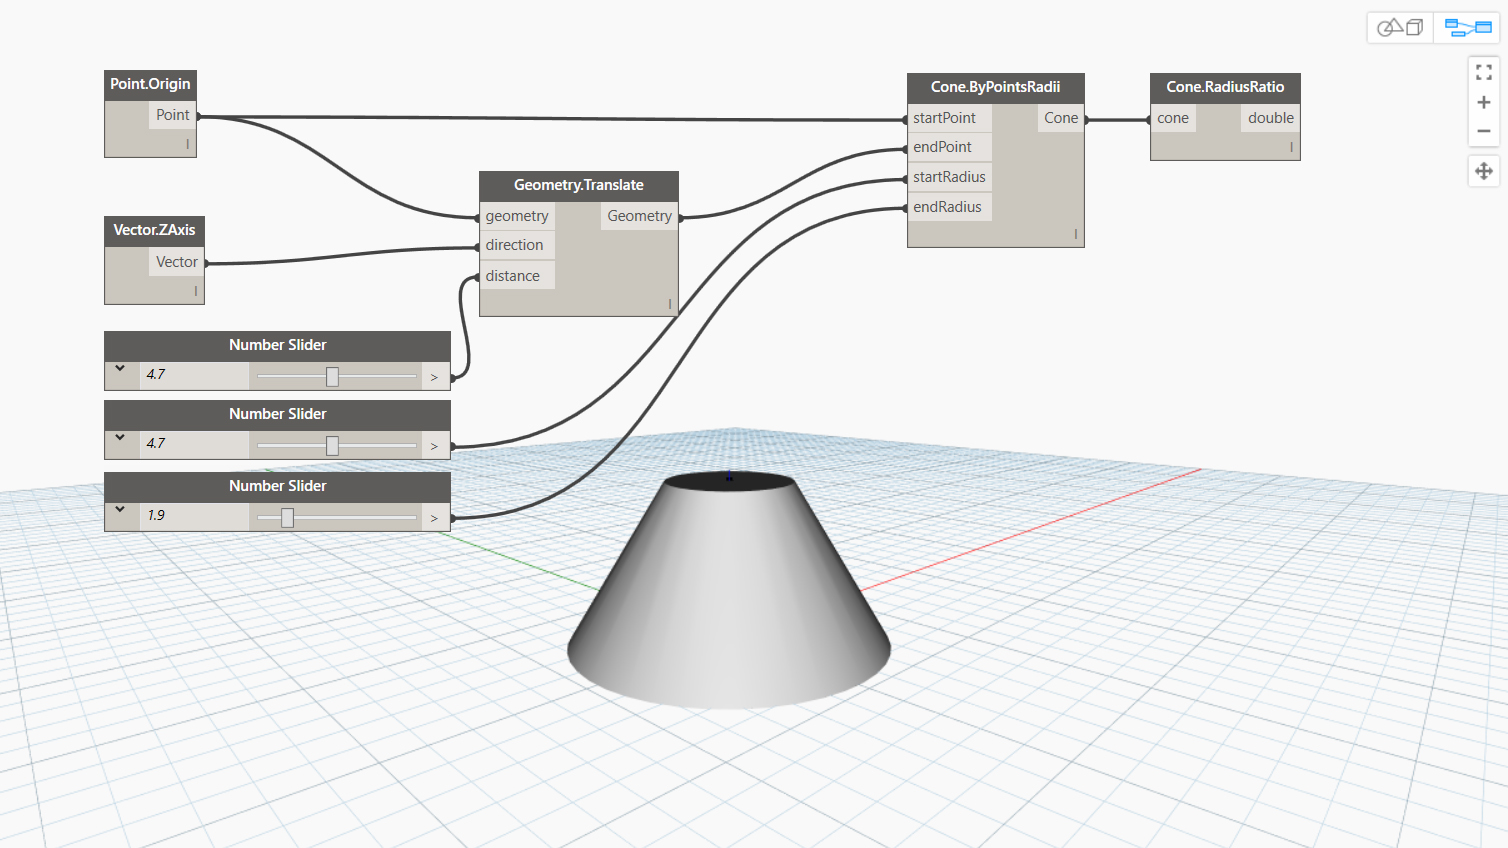 Point.Origin
Point
Vector.ZAxis
Vector
Number Slider
4.7
>
Number Slider
4.7
>
Number Slider
1.9
>
Geometry.Translate
geometry Geometry
direction
distance
Cone.ByPointsRadii
startPoint Cone
endPoint
startRadius
endRadius
Cone.RadiusRatio
cone double